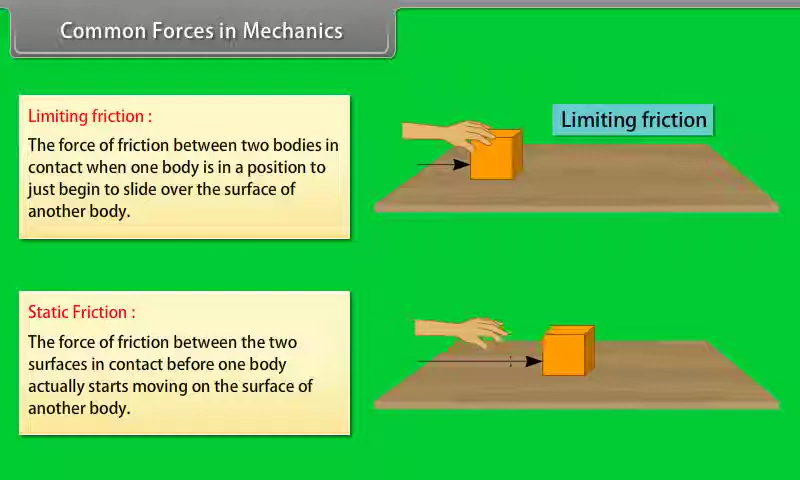 Common Forces in Mechanics
Limiting friction :
The force of friction between two bodies in
contact when one body is in a position to
just begin to slide over the surface of
another body.
Limiting friction
Static Friction :
The force of friction between the two
surfaces in contact before one body
actually starts moving on the surface of
another body.